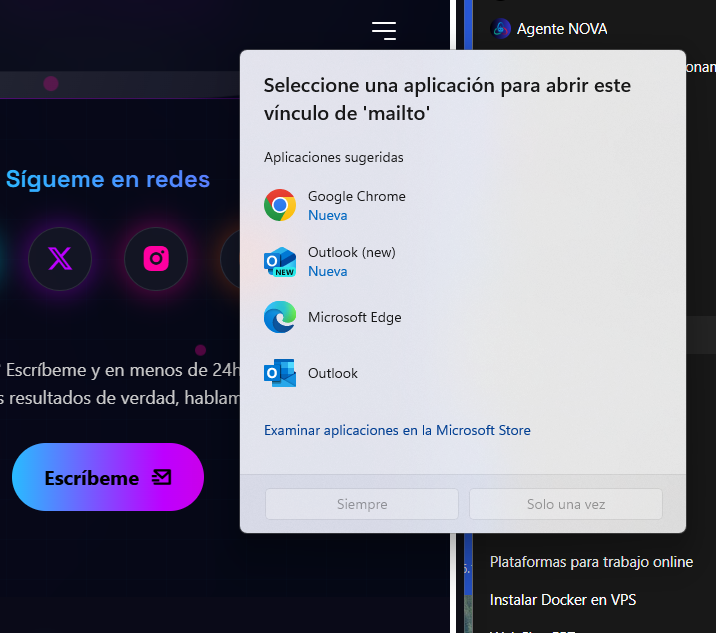 Agente NOVA
Seleccione una aplicación para abrir este
vínculo de 'mailto'
Aplicaciones sugeridas
Google Chrome
Nueva
Outlook (new)
Nueva
NEW
Microsoft Edge
Outlook
Examinar aplicaciones en la Microsoft Store
Siempre
Solo una vez
Sígueme en redes
Escríbeme y en menos de 24h
resultados de verdad, hablam
Escríbeme
Plataformas para trabajo online
Instalar Docker en VPS